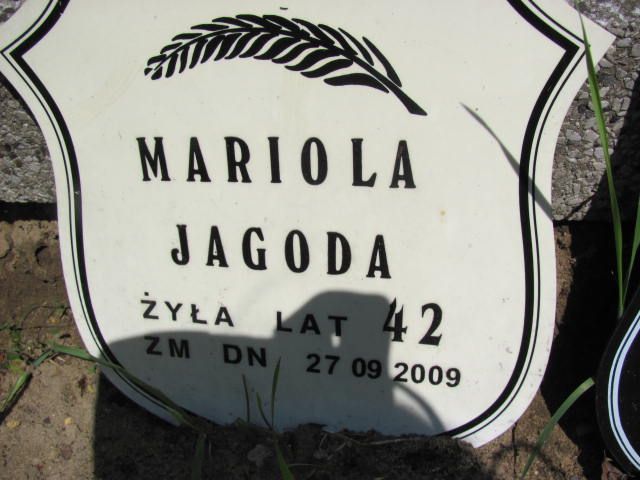 MARIOLA
JAGODA
ŻYŁA LAT 42
ZM DN 27 09 2009